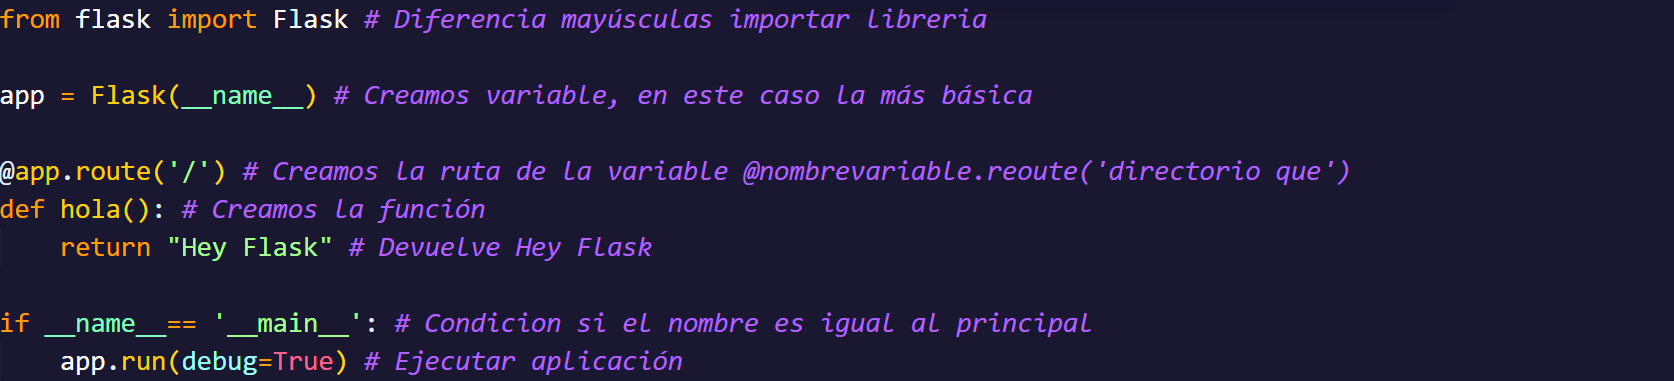 from flask import Flask # Diferencia mayúsculas importar libreria
app = Flask(__name__) # Creamos variable, en este caso la más básica
@app.route('/') # Creamos la ruta de la variable @nombrevariable.reoute('directorio que')
def hola(): # Creamos la función
    return "Hey Flask" # Devuelve Hey Flask
if __name__== '__main__': # Condicion si el nombre es igual al principal
    app.run(debug=True) # Ejecutar aplicación